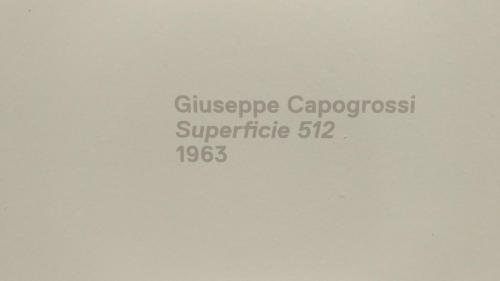 Giuseppe Capogrossi
Superficie 512
1963